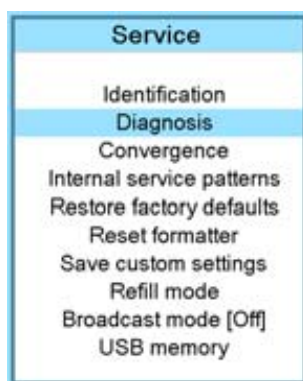 Service
Identification
Diagnosis
Convergence
Internal service patterns
Restore factory defaults
Reset formatter
Save custom settings
Refill mode
Broadcast mode [Off]
USB memory